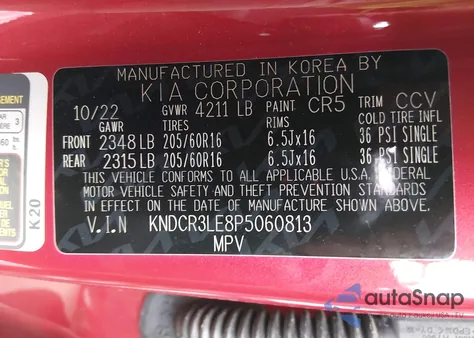 MANUFACTURED IN KOREA BY
KIA CORPORATION
10/22 GVWR 4211 LB PAINT CR5 TRIM CCV
GAWR TIRES RIMS COLD TIRE INFL
FRONT 2348 LB 205/60R16 6.5Jx16 36 PSI SINGLE
REAR 2315 LB 205/60R16 6.5Jx16 36 PSI SINGLE
THIS VEHICLE CONFORMS TO ALL APPLICABLE U.S.A. FEDERAL
MOTOR VEHICLE SAFETY AND THEFT PREVENTION STANDARDS
IN EFFECT ON THE DATE OF MANUFACTURE SHOWN ABOVE.
V.I.N KNDCR3LE8P5060813
MPV
K20
autoSnap